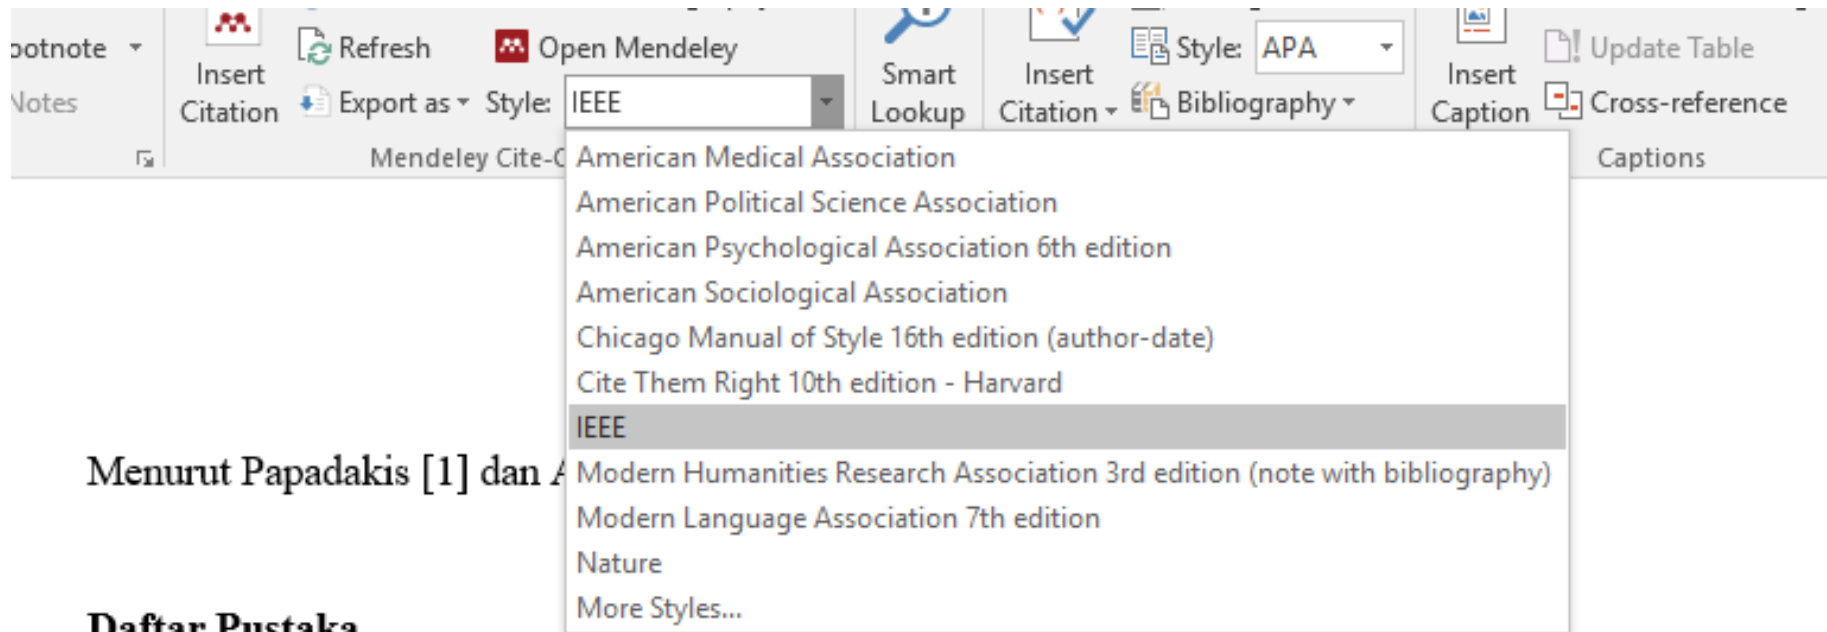 ootnote
Notes
Insert
Citation
Refresh
Open Mendeley
Export as
Style:
IEEE
Mendeley Cite-
Smart
Lookup
Insert
Citation
Style:
APA
Bibliography
Insert
Caption
Update Table
Cross-reference
Captions
American Medical Association
American Political Science Association
American Psychological Association 6th edition
American Sociological Association
Chicago Manual of Style 16th edition (author-date)
Cite Them Right 10th edition - Harvard
IEEE
Modern Humanities Research Association 3rd edition (note with bibliography)
Modern Language Association 7th edition
Nature
More Styles...
Menurut Papadakis [1] dan A
Daftar Pustaka